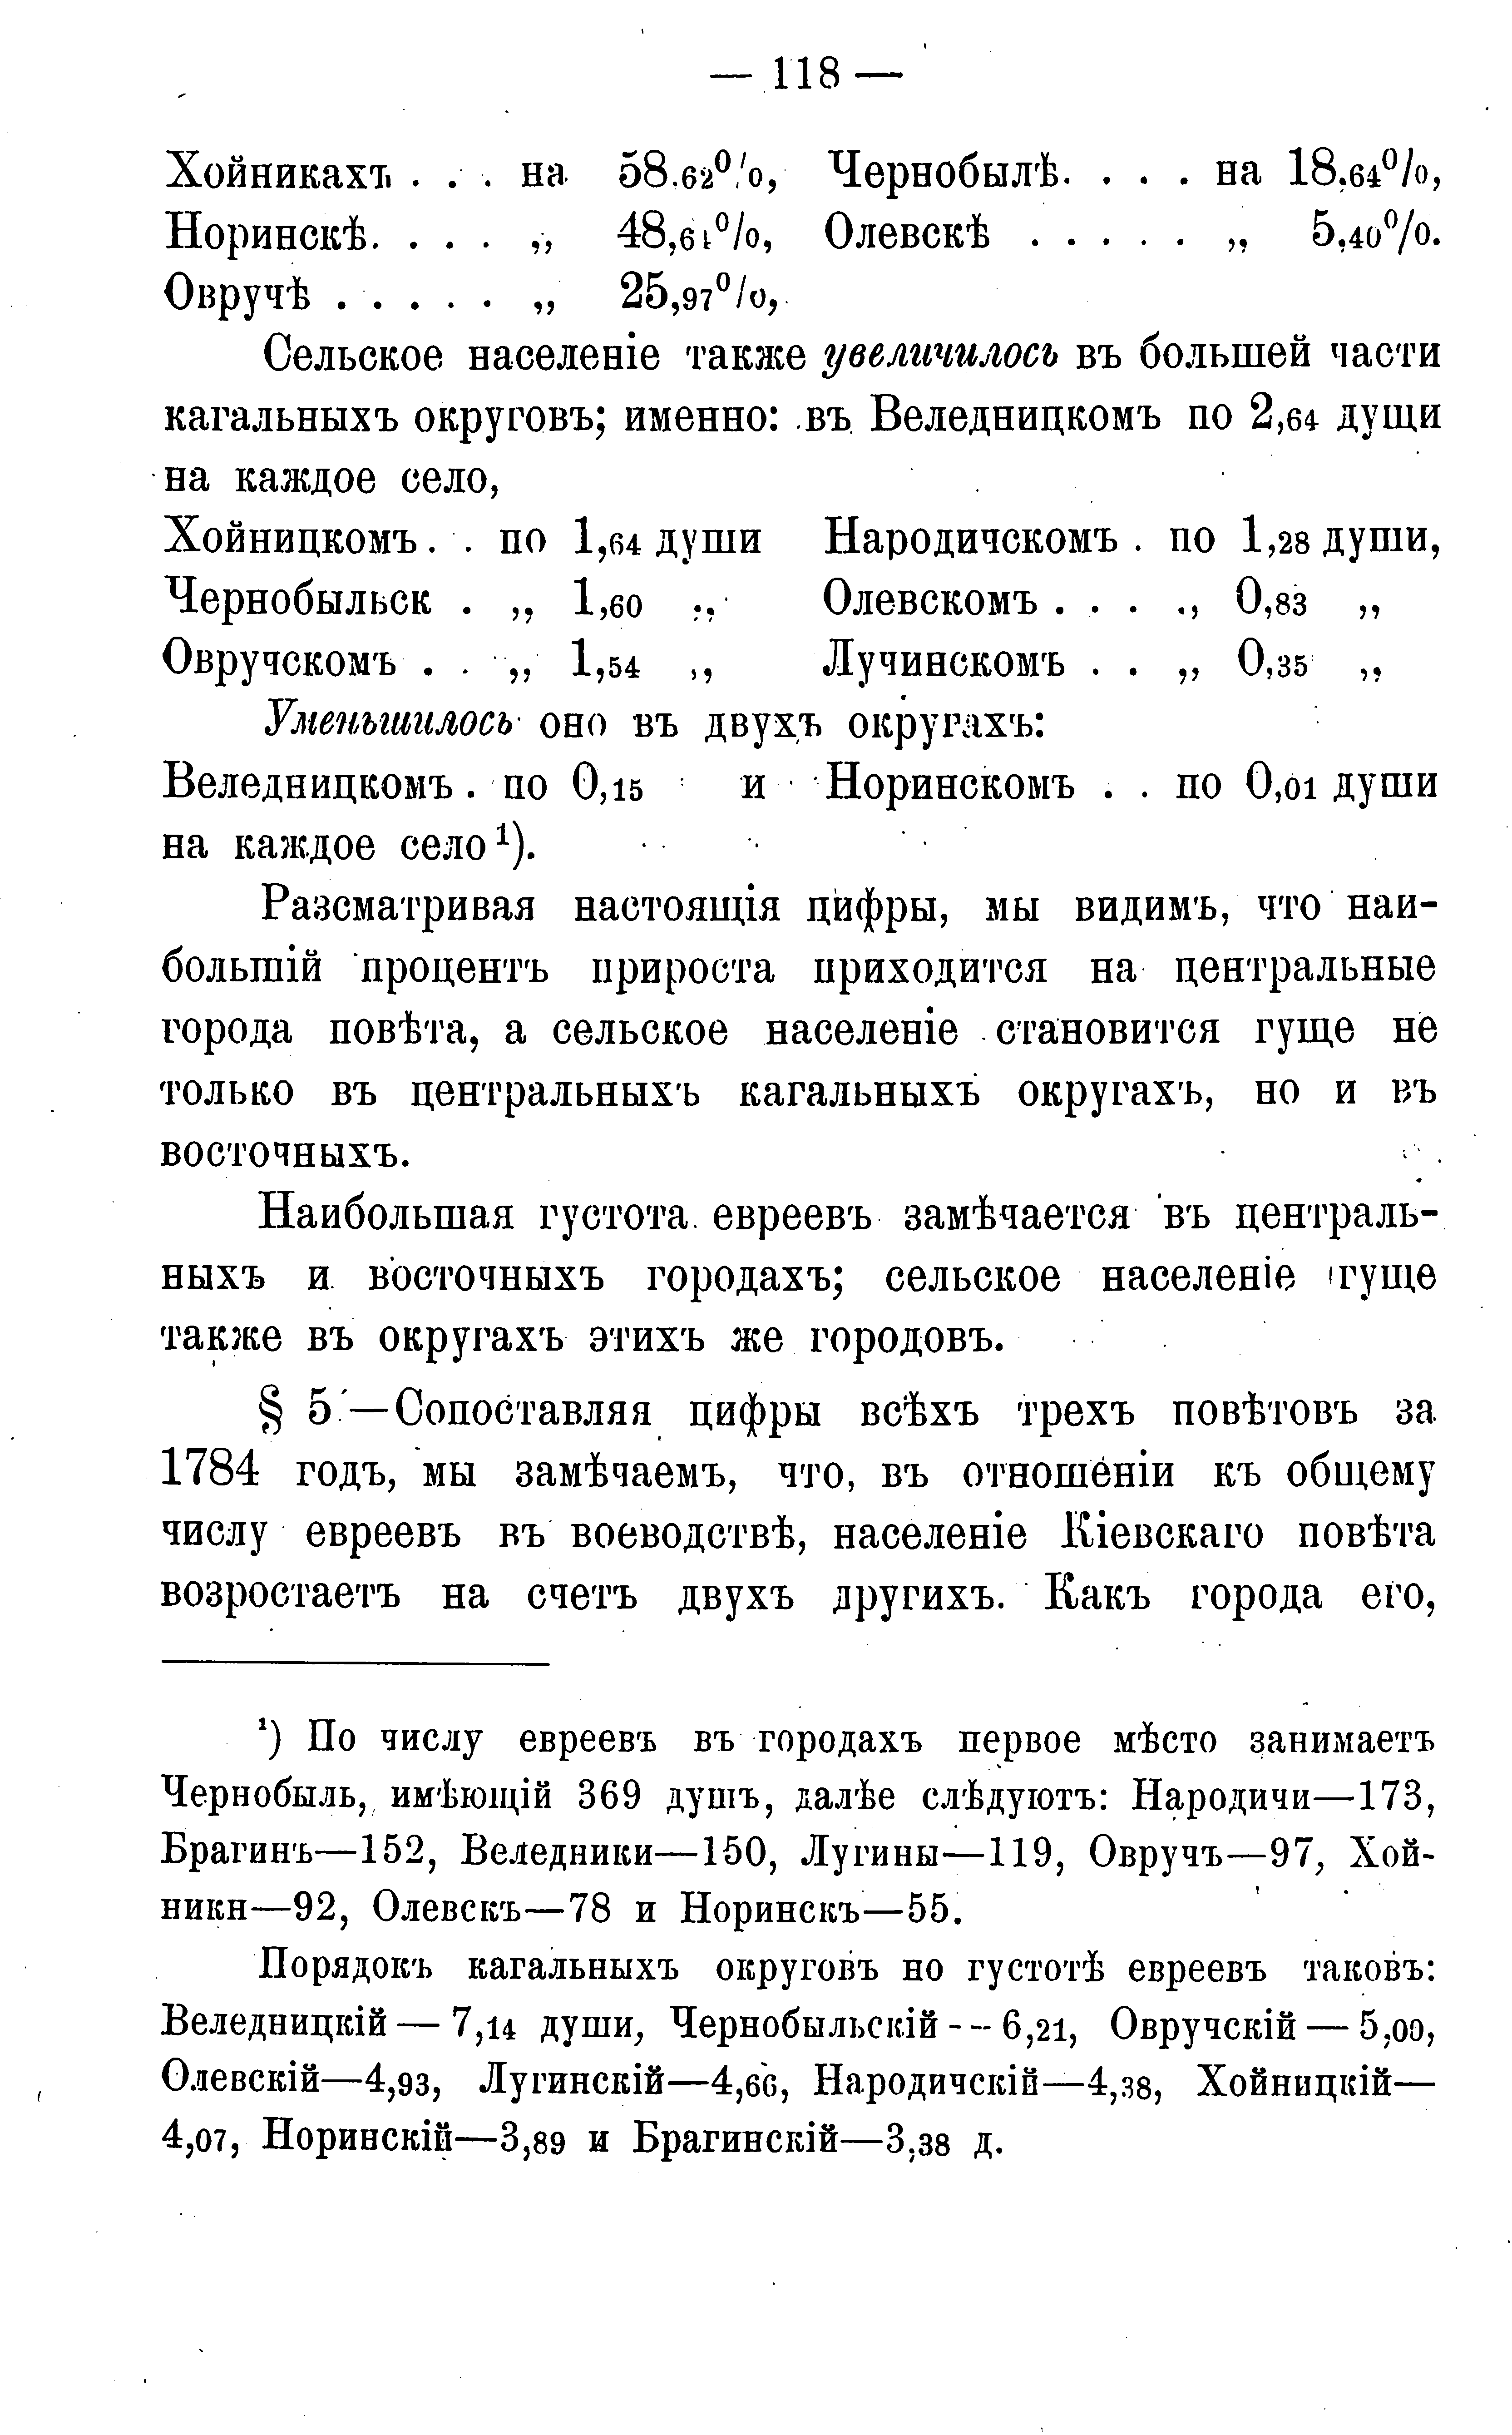 — 118 —
Хойникахъ . . . на 58,62%, Чернобылѣ. . . . на 18,64%,
Норинскѣ. . . . „ 48,61%, Олевскѣ . . . . . „ 5,40%.
Овручѣ . . . . . „ 25,97%,
Сельское населеніе также увеличилось въ большей части
кагальныхъ округовъ; именно: въ Веледницкомъ по 2,64 дущи
на каждое село,
Хойницкомъ. . по 1,64 души Народичскомъ . по 1,28 души,
Чернобыльск . „ 1,60 „ Олевскомъ . . . „ 0,83 „
Овручскомъ . . „ 1,54 „ Лучинскомъ . . „ 0,35 „
Уменьшилось оно въ двухъ округахъ:
Веледницкомъ. по 0,15 и Норинскомъ . . по 0,01 души
на каждое село¹).
Разсматривая настоящія цифры, мы видимъ, что наи-
большій процентъ прироста приходится на центральные
города повѣта, а сельское населеніе становится гуще не
только въ центральныхъ кагальныхъ округахъ, но и въ
восточныхъ.
Наибольшая густота евреевъ замѣчается въ централь-
ныхъ и восточныхъ городахъ; сельское населеніе гуще
также въ округахъ этихъ же городовъ.
§ 5.—Сопоставляя цифры всѣхъ трехъ повѣтовъ за
1784 годъ, мы замѣчаемъ, что, въ отношеніи къ общему
числу евреевъ въ воеводствѣ, населеніе Кіевскаго повѣта
возростаетъ на счетъ двухъ другихъ. Какъ города его,
¹) По числу евреевъ въ городахъ первое мѣсто занимаетъ
Чернобыль, имѣющій 369 душъ, далѣе слѣдуютъ: Народичи—173,
Брагинъ—152, Веледники—150, Лугины—119, Овручъ—97, Хой-
никн—92, Олевскъ—78 и Норинскъ—55.
Порядокъ кагальныхъ округовъ но густотѣ евреевъ таковъ:
Веледницкій — 7,14 души, Чернобыльскій -- 6,21, Овручскій — 5,00,
Олевскій—4,93, Лугинскій—4,66, Народичскій—4,38, Хойницкій—
4,07, Норинскій—3,89 и Брагинскій—3,38 д.